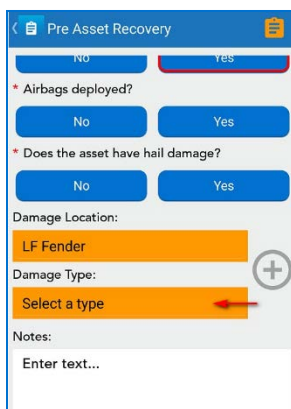 Pre Asset Recovery
No Yes
* Airbags deployed?
No Yes
* Does the asset have hail damage?
No Yes
Damage Location:
LF Fender
Damage Type:
Select a type
Notes:
Enter text...